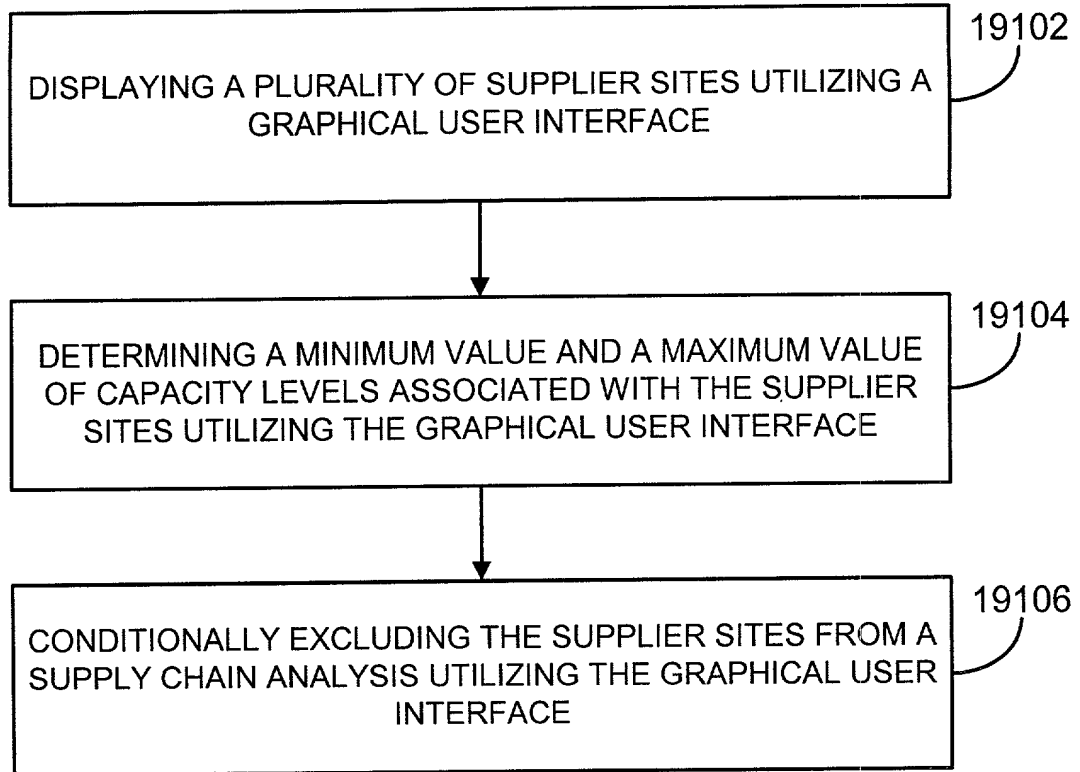 19102
DISPLAYING A PLURALITY OF SUPPLIER SITES UTILIZING A
GRAPHICAL USER INTERFACE
19104
DETERMINING A MINIMUM VALUE AND A MAXIMUM VALUE
OF CAPACITY LEVELS ASSOCIATED WITH THE SUPPLIER
SITES UTILIZING THE GRAPHICAL USER INTERFACE
19106
CONDITIONALLY EXCLUDING THE SUPPLIER SITES FROM A
SUPPLY CHAIN ANALYSIS UTILIZING THE GRAPHICAL USER
INTERFACE